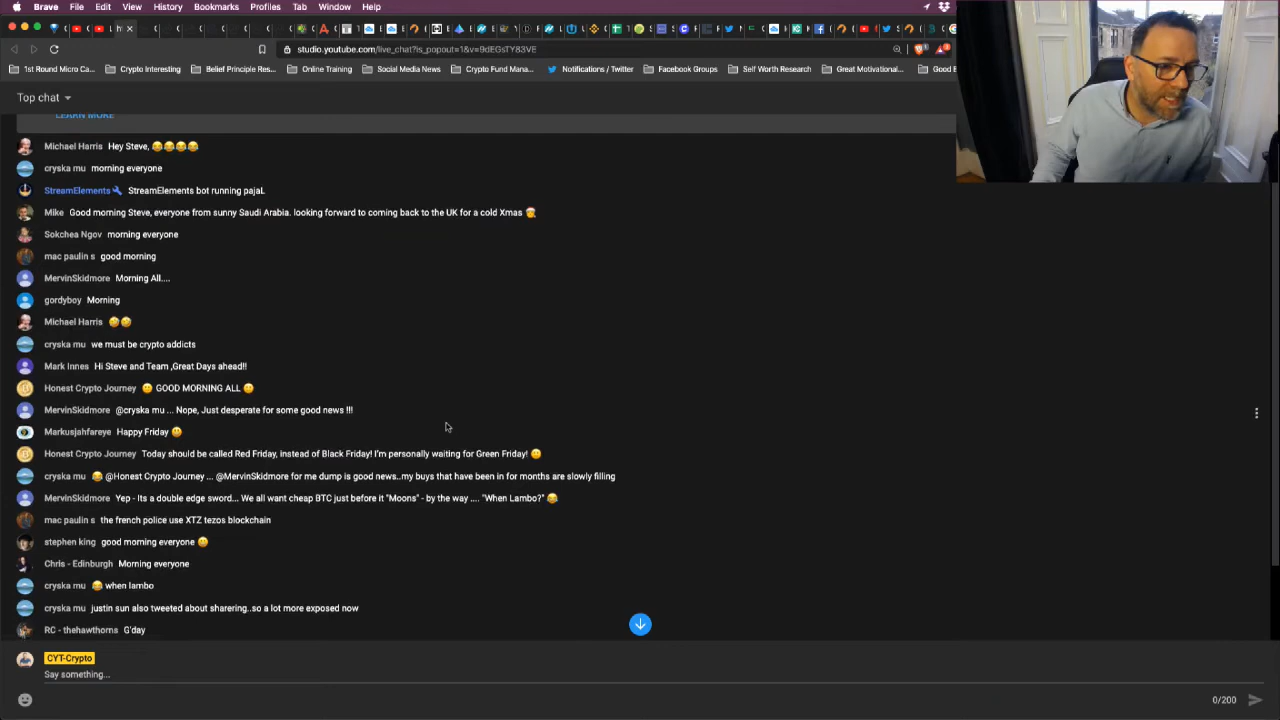 Brave File Edit View History Bookmarks Profiles Tab Window Help
studio.youtube.com/live_chat?is_popout=1&v=9dEGsTY83VE
1st Round Micro Ca... Crypto Interesting Belief Principle Res... Online Training Social Media News Crypto Fund Mana... Notifications / Twitter Facebook Groups Self Worth Research Great Motivational...
Top chat
LEARN MORE
Michael Harris Hey Steve, 😂😂😂😂
cryska mu morning everyone
StreamElements StreamElements bot running pajaL
Mike Good morning Steve, everyone from sunny Saudi Arabia. looking forward to coming back to the UK for a cold Xmas 🎅
Sokchea Ngov morning everyone
mac paulin s good morning
MervinSkidmore Morning All....
gordyboy Morning
Michael Harris 🤣🤣
cryska mu we must be crypto addicts
Mark Innes Hi Steve and Team ,Great Days ahead!!
Honest Crypto Journey 🙂 GOOD MORNING ALL 🙂
MervinSkidmore @cryska mu ... Nope, Just desperate for some good news !!!
Markusjahfareye Happy Friday 🙂
Honest Crypto Journey Today should be called Red Friday, instead of Black Friday! I'm personally waiting for Green Friday! 🙂
cryska mu 😂 @Honest Crypto Journey ... @MervinSkidmore for me dump is good news..my buys that have been in for months are slowly filling
MervinSkidmore Yep - Its a double edge sword... We all want cheap BTC just before it "Moons" - by the way .... "When Lambo?" 😂
mac paulin s the french police use XTZ tezos blockchain
stephen king good morning everyone 🙂
Chris - Edinburgh Morning everyone
cryska mu 😂 when lambo
cryska mu justin sun also tweeted about sharering..so a lot more exposed now
RC - thehawthorns G'day
CYT-Crypto
Say something...
0/200